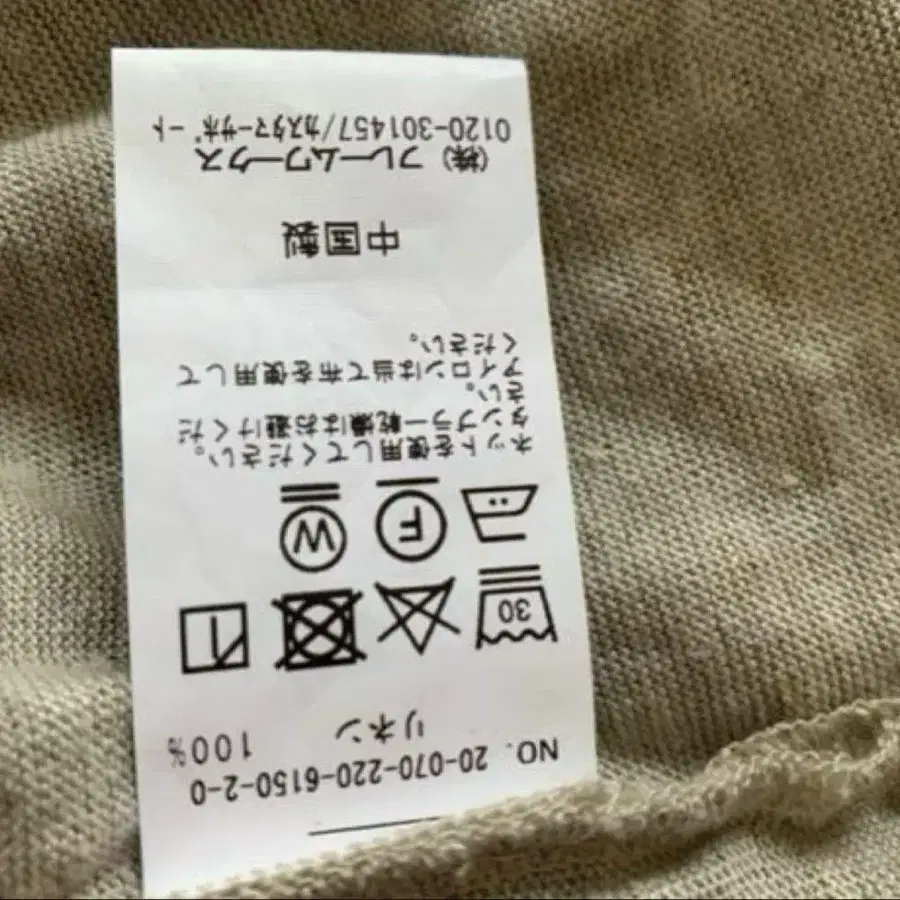 NO. 20-070-220-6150-2-0
リネン 100%
30
F W
ネットを使用してください。
タンブラー乾燥はお避けくだ
さい。
アイロンは当て布を使用して
ください。
中国製
(株) フレームワークス
0120-301457/カスタマーサポート